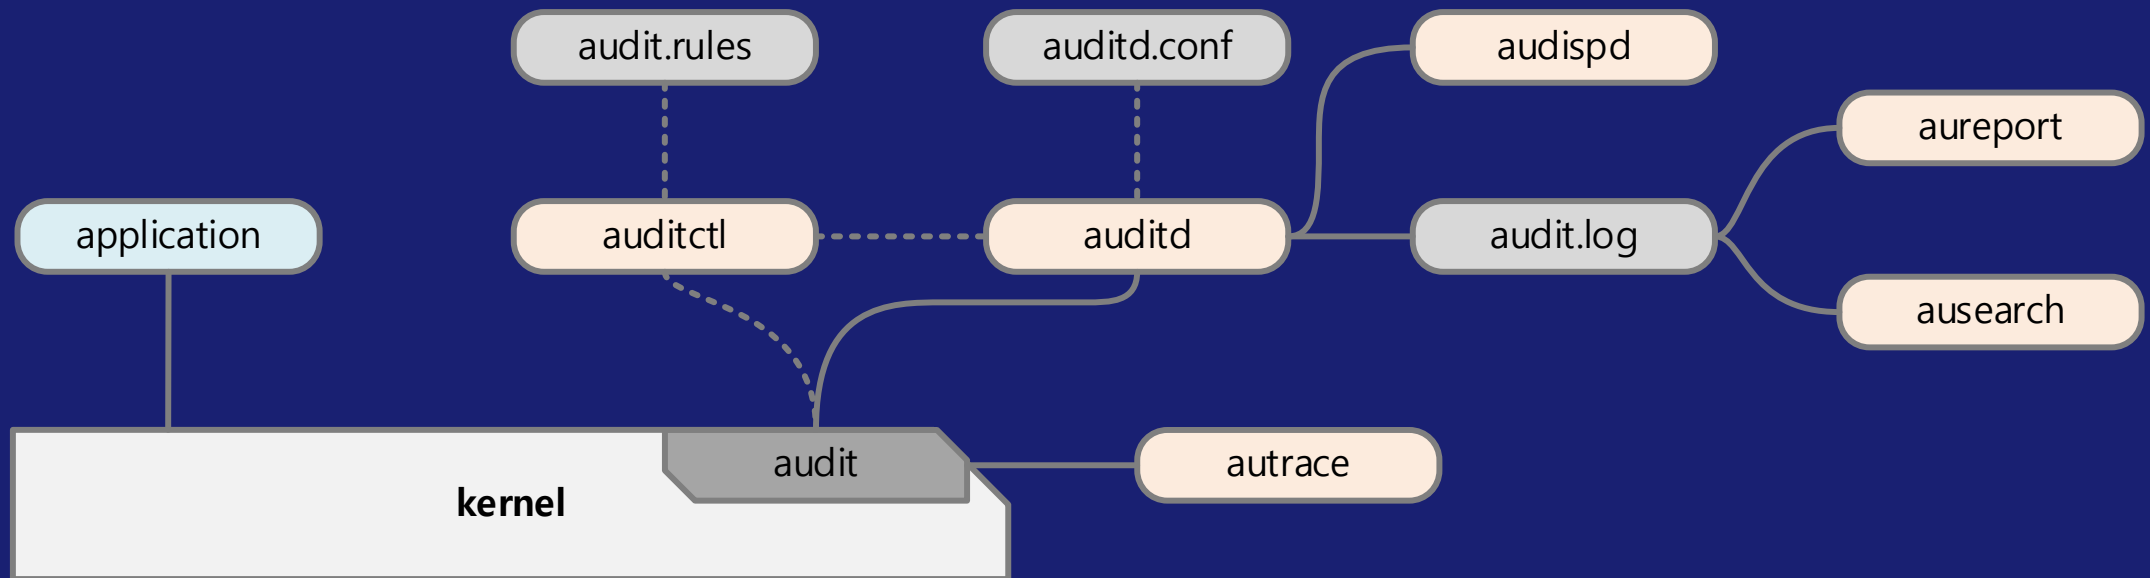 audit.rules
auditd.conf
audispd
aureport
application
auditctl
auditd
audit.log
ausearch
audit
autrace
kernel